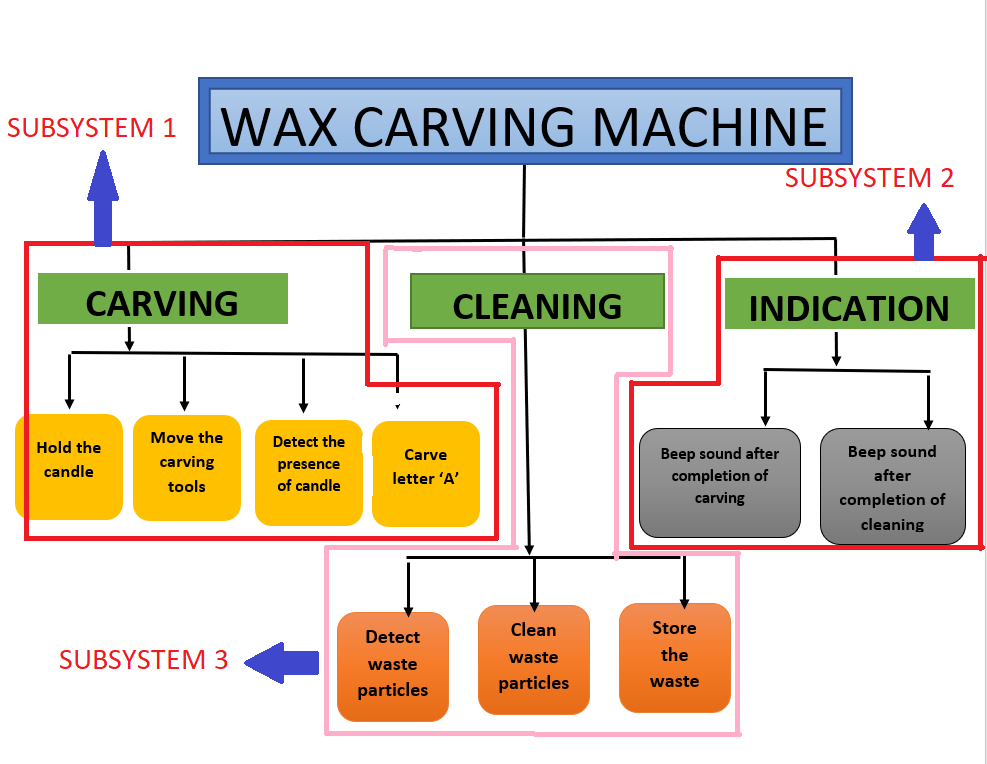 WAX CARVING MACHINE
SUBSYSTEM 1
SUBSYSTEM 2
CARVING
CLEANING
INDICATION
Hold the
candle
Move the
carving
tools
Detect the
presence
of candle
Carve
letter ‘A’
Beep sound after
completion of
carving
Beep sound
after
completion of
cleaning
SUBSYSTEM 3
Detect
waste
particles
Clean
waste
particles
Store
the
waste